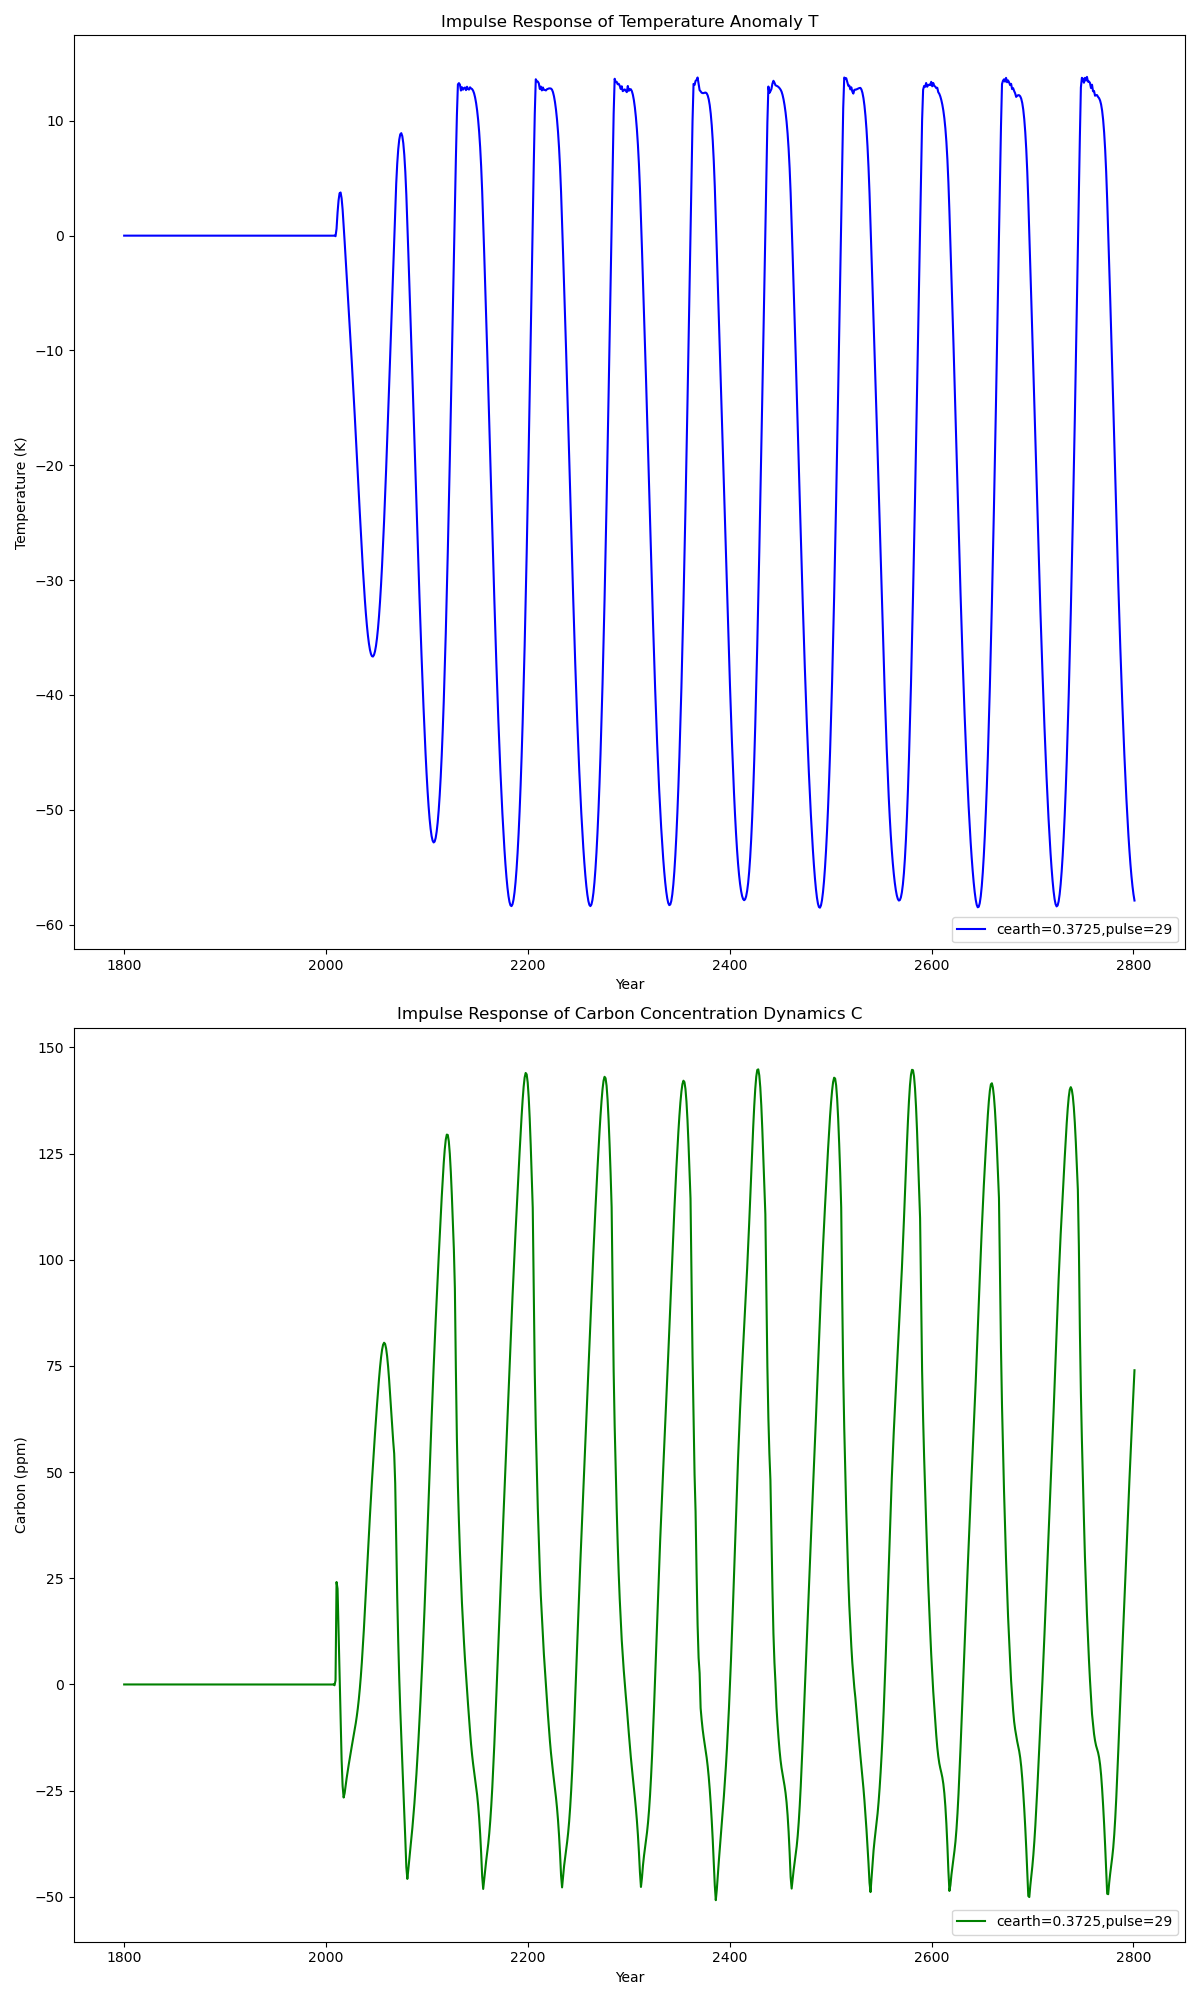 Impulse Response of Temperature Anomaly T
Temperature (K)
10
0
−10
−20
−30
−40
−50
−60
cearth=0.3725,pulse=29
1800 2000 2200 2400 2600 2800
Year
Impulse Response of Carbon Concentration Dynamics C
Carbon (ppm)
150
125
100
75
50
25
0
−25
−50
cearth=0.3725,pulse=29
1800 2000 2200 2400 2600 2800
Year